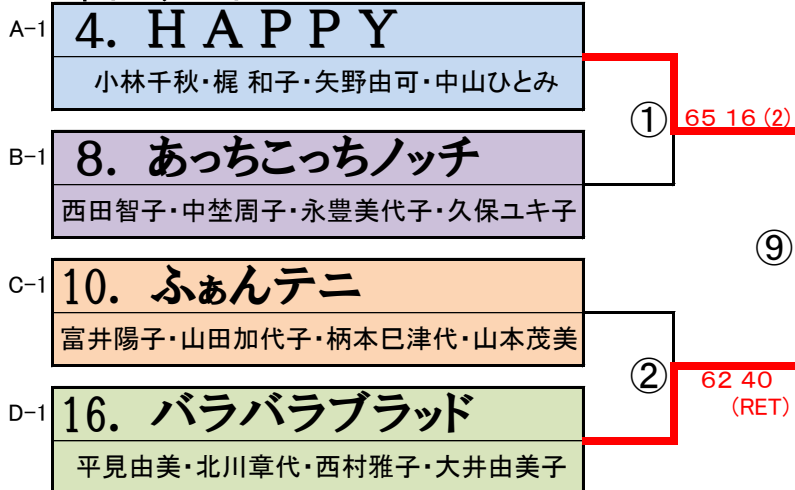 A-1
4. ＨＡＰＰＹ
小林千秋・梶 和子・矢野由可・中山ひとみ
① 65 16 (2)
B-1
8. あっちこっちノッチ
西田智子・中埜周子・永豊美代子・久保ユキ子
⑨
C-1
10. ふぁんテニ
富井陽子・山田加代子・柄本巳津代・山本茂美
② 62 40
(RET)
D-1
16. バラバラブラッド
平見由美・北川章代・西村雅子・大井由美子